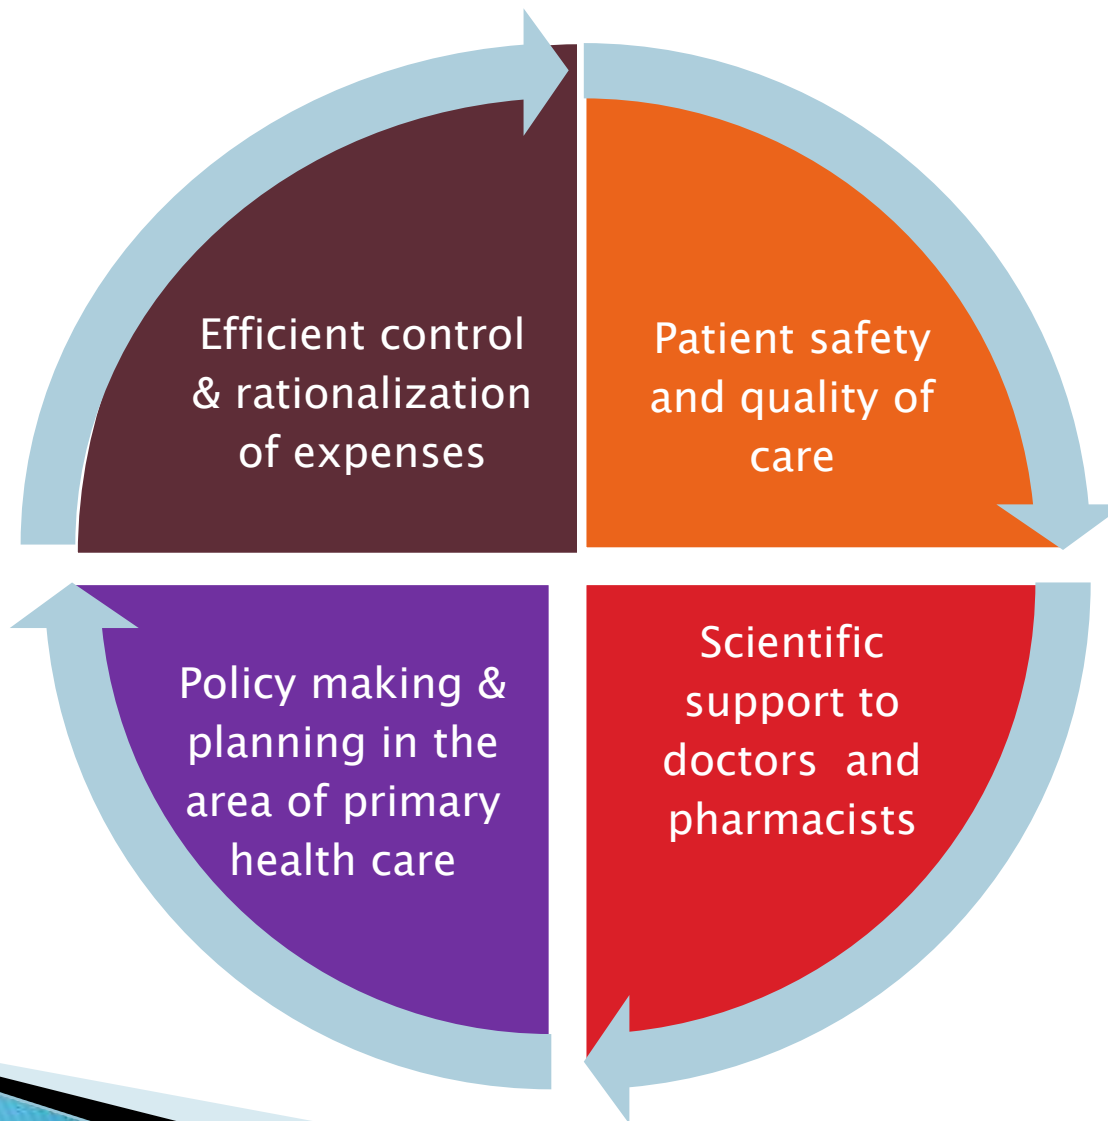 Efficient control
& rationalization
of expenses
Patient safety
and quality of
care
Policy making &
planning in the
area of primary
health care
Scientific
support to
doctors  and
pharmacists